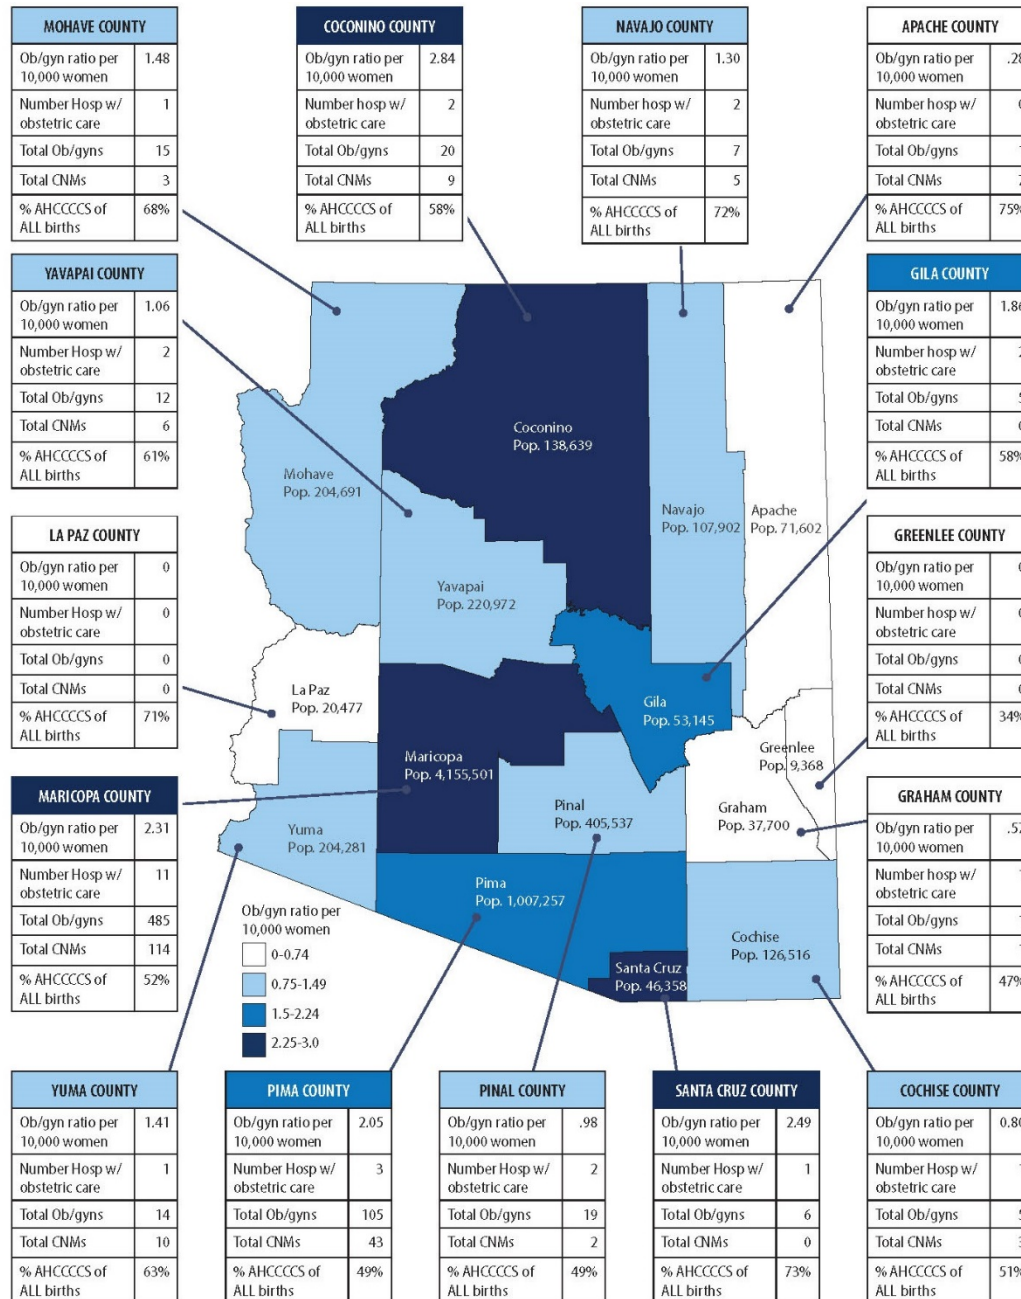 MOHAVE COUNTY
Ob/gyn ratio per 1.48
10,000 women
Number Hosp w/ 1
obstetric care
Total Ob/gyns 15
Total CNMs 3
% AHCCCCS of 68%
ALL births
COCONINO COUNTY
Ob/gyn ratio per 2.84
10,000 women
Number hosp w/ 2
obstetric care
Total Ob/gyns 20
Total CNMs 9
% AHCCCCS of 58%
ALL births
NAVAJO COUNTY
Ob/gyn ratio per 1.30
10,000 women
Number hosp w/ 2
obstetric care
Total Ob/gyns 7
Total CNMs 5
% AHCCCCS of 72%
ALL births
APACHE COUNTY
Ob/gyn ratio per .28
10,000 women
Number hosp w/
obstetric care
Total Ob/gyns
Total CNMs
% AHCCCCS of 75%
ALL births
YAVAPAI COUNTY
Ob/gyn ratio per 1.06
10,000 women
Number Hosp w/ 2
obstetric care
Total Ob/gyns 12
Total CNMs 6
% AHCCCCS of 61%
ALL births
GILA COUNTY
Ob/gyn ratio per 1.86
10,000 women
Number hosp w/
obstetric care
Total Ob/gyns
Total CNMs
% AHCCCCS of 58%
ALL births
LA PAZ COUNTY
Ob/gyn ratio per 0
10,000 women
Number Hosp w/ 0
obstetric care
Total Ob/gyns 0
Total CNMs 0
% AHCCCCS of 71%
ALL births
GREENLEE COUNTY
Ob/gyn ratio per
10,000 women
Number hosp w/
obstetric care
Total Ob/gyns
Total CNMs
% AHCCCCS of 34%
ALL births
MARICOPA COUNTY
Ob/gyn ratio per 2.31
10,000 women
Number Hosp w/ 11
obstetric care
Total Ob/gyns 485
Total CNMs 114
% AHCCCCS of 52%
ALL births
GRAHAM COUNTY
Ob/gyn ratio per .52
10,000 women
Number hosp w/
obstetric care
Total Ob/gyns
Total CNMs
% AHCCCCS of 47%
ALL births
Coconino
Pop. 138,639
Mohave
Pop. 204,691
Navajo
Pop. 107,902
Apache
Pop. 71,602
Yavapai
Pop. 220,972
La Paz
Pop. 20,477
Gila
Pop. 53,145
Greenlee
Pop. 9,368
Maricopa
Pop. 4,155,501
Pinal
Pop. 405,537
Graham
Pop. 37,700
Yuma
Pop. 204,281
Pima
Pop. 1,007,257
Cochise
Pop. 126,516
Santa Cruz
Pop. 46,358
Ob/gyn ratio per
10,000 women
0-0.74
0.75-1.49
1.5-2.24
2.25-3.0
YUMA COUNTY
Ob/gyn ratio per 1.41
10,000 women
Number Hosp w/ 1
obstetric care
Total Ob/gyns 14
Total CNMs 10
% AHCCCCS of 63%
ALL births
PIMA COUNTY
Ob/gyn ratio per 2.05
10,000 women
Number Hosp w/ 3
obstetric care
Total Ob/gyns 105
Total CNMs 43
% AHCCCCS of 49%
ALL births
PINAL COUNTY
Ob/gyn ratio per .98
10,000 women
Number Hosp w/ 2
obstetric care
Total Ob/gyns 19
Total CNMs 2
% AHCCCCS of 49%
ALL births
SANTA CRUZ COUNTY
Ob/gyn ratio per 2.49
10,000 women
Number Hosp w/ 1
obstetric care
Total Ob/gyns 6
Total CNMs 0
% AHCCCCS of 73%
ALL births
COCHISE COUNTY
Ob/gyn ratio per 0.80
10,000 women
Number Hosp w/
obstetric care
Total Ob/gyns
Total CNMs
% AHCCCCS of 51%
ALL births